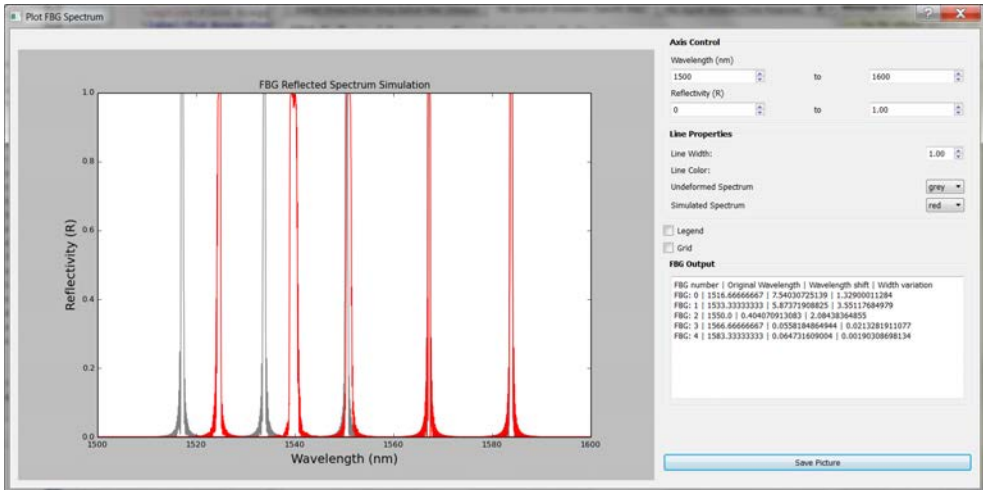 Plot FBG Spectrum
FBG Reflected Spectrum Simulation
1.0
0.8
0.6
0.4
0.2
0.0
Reflectivity (R)
1500
1520
1540
1560
1580
1600
Wavelength (nm)
Axis Control
Wavelength (nm)
1500 to 1600
Reflectivity (R)
0 to 1.00
Line Properties
Line Width: 1.00
Line Color:
Undeformed Spectrum grey
Simulated Spectrum red
Legend
Grid
FBG Output
FBG number | Original Wavelength | Wavelength shift | Width variation
FBG: 0 | 1516.66666667 | 7.54030725139 | 1.32900011284
FBG: 1 | 1533.33333333 | 5.87371908825 | 3.55117684979
FBG: 2 | 1550.0 | 0.404070913083 | 2.08438364855
FBG: 3 | 1566.66666667 | 0.0558184864944 | 0.0213281911077
FBG: 4 | 1583.33333333 | 0.064731609004 | 0.00190308698134
Save Picture